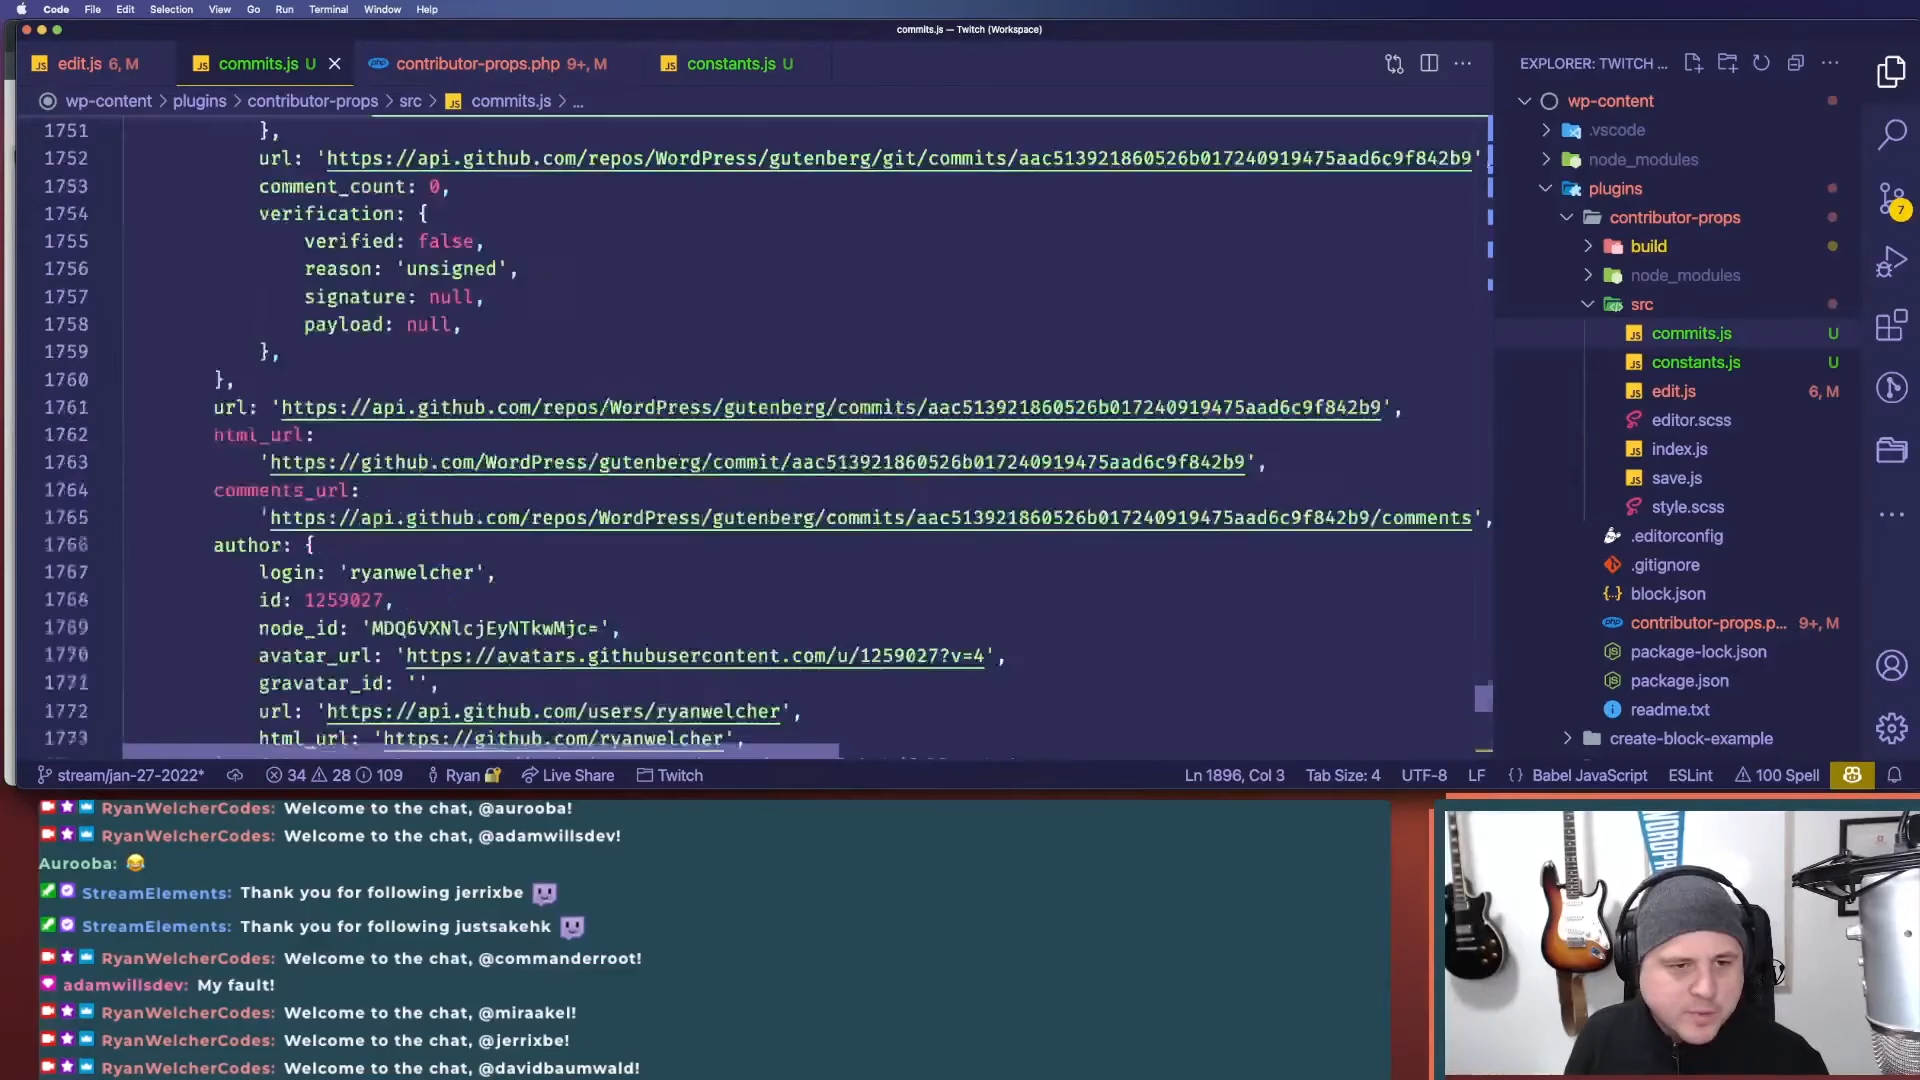 Code File Edit Selection View Go Run Terminal Window Help
commits.js — Twitch (Workspace)
edit.js 6, M
commits.js U
contributor-props.php 9+, M
constants.js U
wp-content > plugins > contributor-props > src > commits.js > ...
1751 },
1752 url: 'https://api.github.com/repos/WordPress/gutenberg/git/commits/aac513921860526b017240919475aad6c9f842b9',
1753 comment_count: 0,
1754 verification: {
1755 verified: false,
1756 reason: 'unsigned',
1757 signature: null,
1758 payload: null,
1759 },
1760 },
1761 url: 'https://api.github.com/repos/WordPress/gutenberg/commits/aac513921860526b017240919475aad6c9f842b9',
1762 html_url:
1763 'https://github.com/WordPress/gutenberg/commit/aac513921860526b017240919475aad6c9f842b9',
1764 comments_url:
1765 'https://api.github.com/repos/WordPress/gutenberg/commits/aac513921860526b017240919475aad6c9f842b9/comments',
1766 author: {
1767 login: 'ryanwelcher',
1768 id: 1259027,
1769 node_id: 'MDQ6VXNlcjEyNTkwMjc=',
1770 avatar_url: 'https://avatars.githubusercontent.com/u/1259027?v=4',
1771 gravatar_id: '',
1772 url: 'https://api.github.com/users/ryanwelcher',
1773 html_url: 'https://github.com/ryanwelcher',
EXPLORER: TWITCH ...
wp-content
.vscode
node_modules
plugins
contributor-props
build
node_modules
src
commits.js U
constants.js U
edit.js 6, M
editor.scss
index.js
save.js
style.scss
.editorconfig
.gitignore
block.json
contributor-props.p... 9+, M
package-lock.json
package.json
readme.txt
create-block-example
7
stream/jan-27-2022* 34 28 109 Ryan Live Share Twitch Ln 1896, Col 3 Tab Size: 4 UTF-8 LF {} Babel JavaScript ESLint 100 Spell
RyanWelcherCodes: Welcome to the chat, @aurooba!
RyanWelcherCodes: Welcome to the chat, @adamwillsdev!
Aurooba: 😂
StreamElements: Thank you for following jerrixbe
StreamElements: Thank you for following justsakehk
RyanWelcherCodes: Welcome to the chat, @commanderroot!
adamwillsdev: My fault!
RyanWelcherCodes: Welcome to the chat, @miraakel!
RyanWelcherCodes: Welcome to the chat, @jerrixbe!
RyanWelcherCodes: Welcome to the chat, @davidbaumwald!